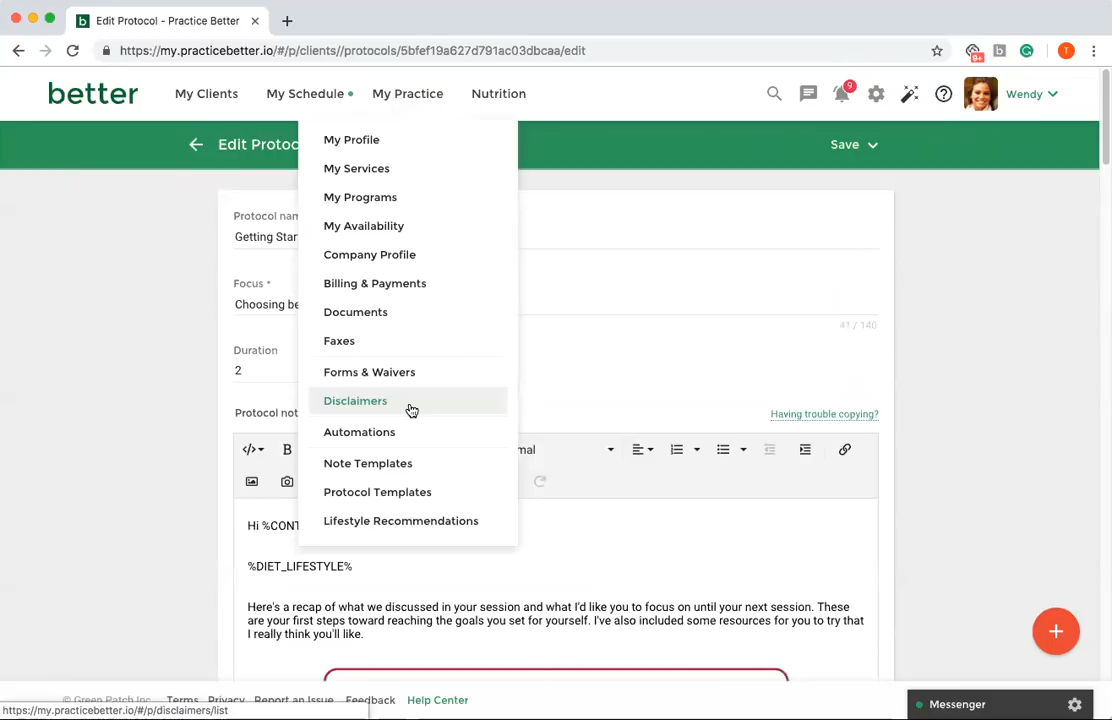 Edit Protocol - Practice Better
https://my.practicebetter.io/#/p/clients//protocols/5bfef19a627d791ac03dbcaa/edit
9+
b
T
better
My Clients
My Schedule
My Practice
Nutrition
9
Wendy
Edit Protoc
Save
My Profile
My Services
My Programs
My Availability
Company Profile
Billing & Payments
Documents
Faxes
Forms & Waivers
Disclaimers
Automations
Note Templates
Protocol Templates
Lifestyle Recommendations
Protocol nam
Getting Star
Focus *
Choosing be
41 / 140
Duration
2
Protocol not
Having trouble copying?
B
mal
Hi %CONT
%DIET_LIFESTYLE%
Here's a recap of what we discussed in your session and what I'd like you to focus on until your next session. These
are your first steps toward reaching the goals you set for yourself. I've also included some resources for you to try that
I really think you'll like.
© Green Patch Inc.
Terms
Privacy
Report an Issue
Feedback
Help Center
https://my.practicebetter.io/#/p/disclaimers/list
Messenger